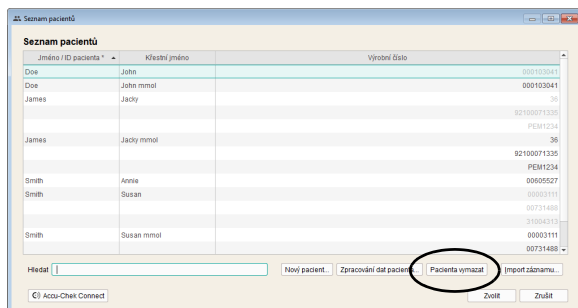 Seznam pacientů
Seznam pacientů
Jméno / ID pacienta * Křestní jméno Výrobní číslo
Doe John 000103041
Doe John mmol 000103041
James Jacky 36
92100071335
PEM1234
James Jacky mmol 36
92100071335
PEM1234
Smith Annie 00605527
Smith Susan 00003111
00731488
31004313
Smith Susan mmol 00003111
00731488
Hledat Nový pacient... Zpracování dat pacienta... Pacienta vymazat Import záznamu...
Accu-Chek Connect Zvolit Zrušit